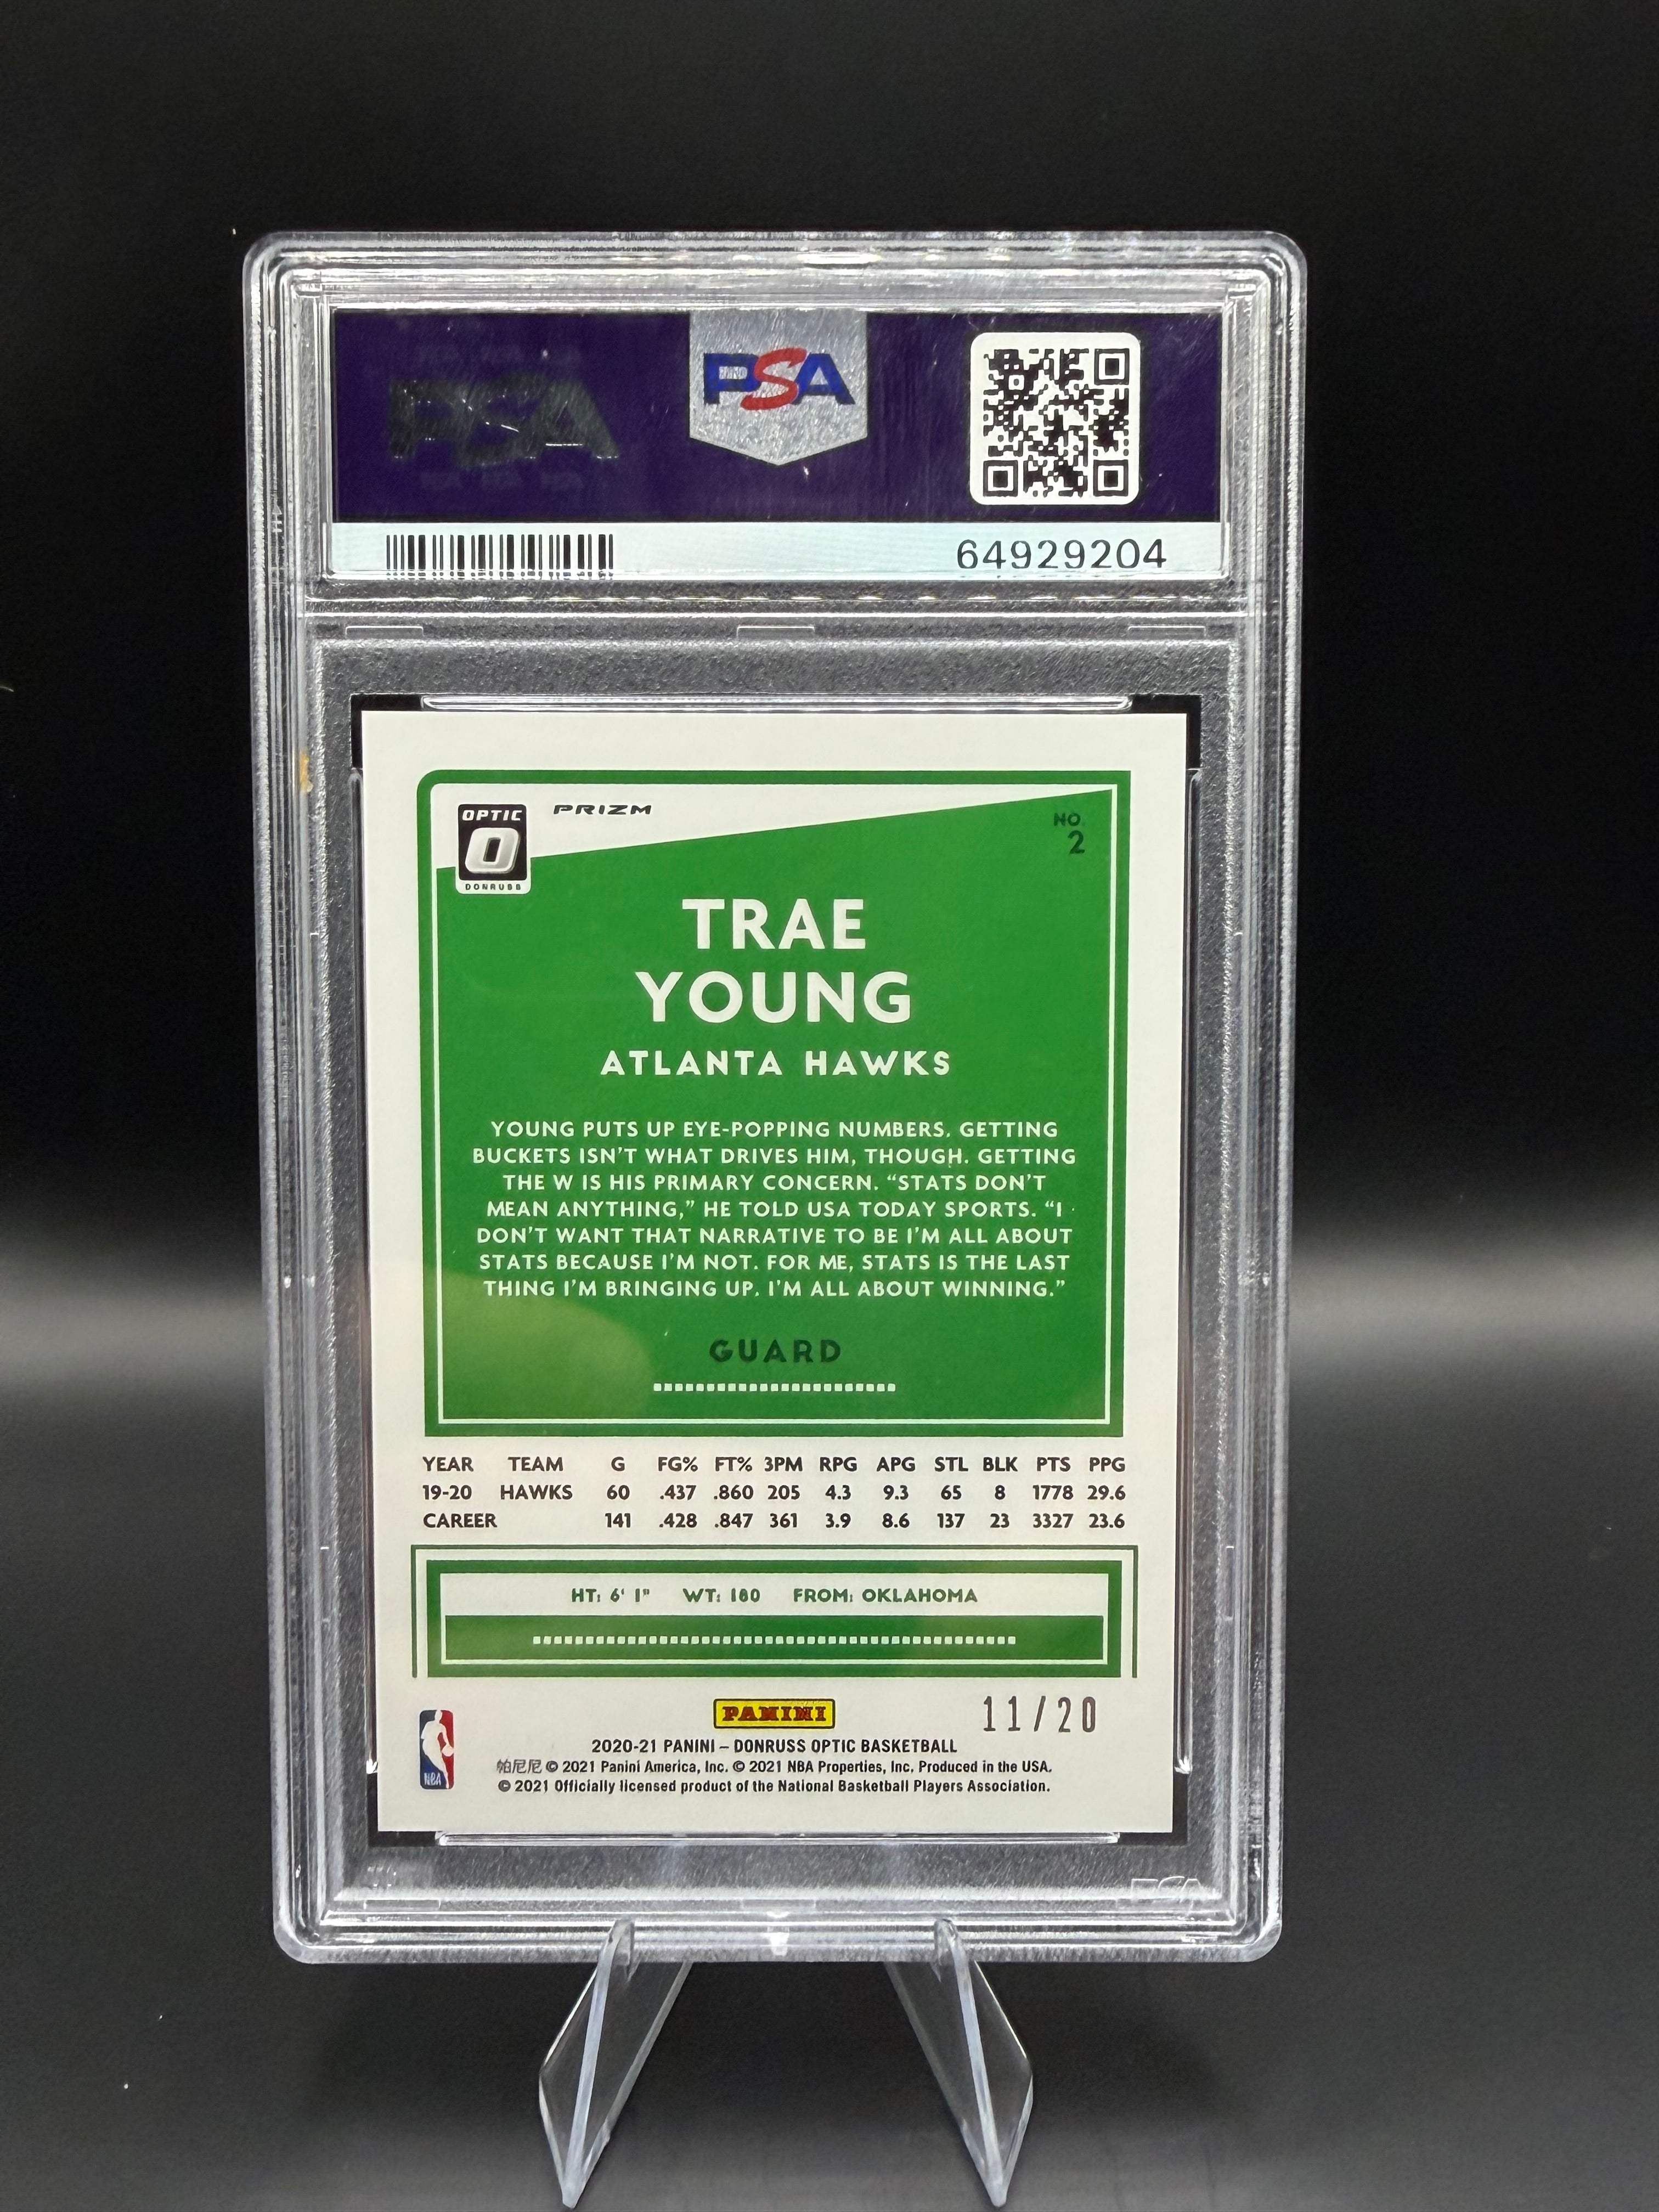 PSA
PSA
64929204
OPTIC
DONRUSS
PRIZM
NO.
2
TRAE
YOUNG
ATLANTA HAWKS
YOUNG PUTS UP EYE-POPPING NUMBERS. GETTING
BUCKETS ISN'T WHAT DRIVES HIM, THOUGH. GETTING
THE W IS HIS PRIMARY CONCERN. "STATS DON'T
MEAN ANYTHING," HE TOLD USA TODAY SPORTS. "I
DON'T WANT THAT NARRATIVE TO BE I'M ALL ABOUT
STATS BECAUSE I'M NOT. FOR ME, STATS IS THE LAST
THING I'M BRINGING UP. I'M ALL ABOUT WINNING."
GUARD
YEAR TEAM G FG% FT% 3PM RPG APG STL BLK PTS PPG
19-20 HAWKS 60 .437 .860 205 4.3 9.3 65 8 1778 29.6
CAREER 141 .428 .847 361 3.9 8.6 137 23 3327 23.6
HT: 6' 1" WT: 180 FROM: OKLAHOMA
PANINI
11/20
2020-21 PANINI – DONRUSS OPTIC BASKETBALL
帕尼尼 © 2021 Panini America, Inc. © 2021 NBA Properties, Inc. Produced in the USA.
© 2021 Officially licensed product of the National Basketball Players Association.
NBA
PSA